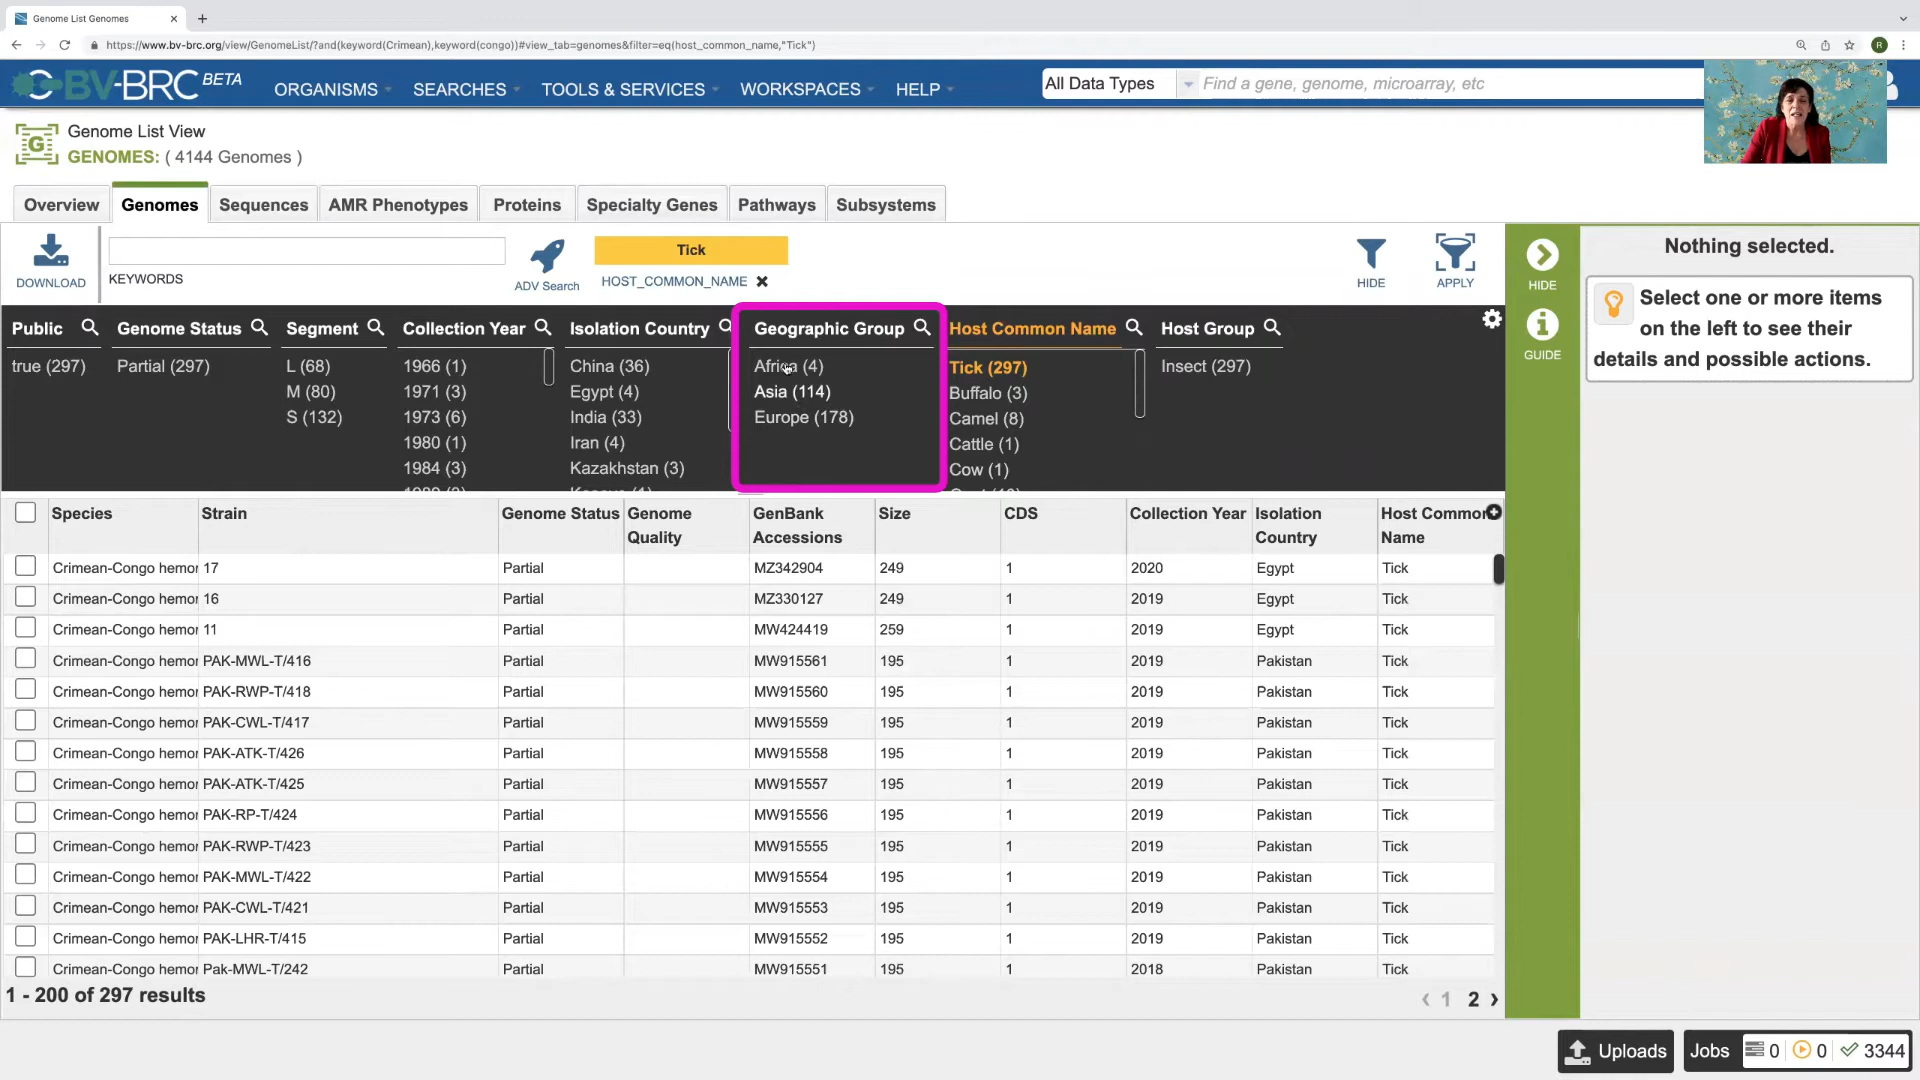 Genome List Genomes
https://www.bv-brc.org/view/GenomeList/?and(keyword(Crimean),keyword(congo))#view_tab=genomes&filter=eq(host_common_name,"Tick")
R
BV-BRC BETA
ORGANISMS SEARCHES TOOLS & SERVICES WORKSPACES HELP
All Data Types Find a gene, genome, microarray, etc
G
Genome List View
GENOMES: ( 4144 Genomes )
Overview Genomes Sequences AMR Phenotypes Proteins Specialty Genes Pathways Subsystems
DOWNLOAD KEYWORDS ADV Search Tick HOST_COMMON_NAME HIDE APPLY
HIDE
GUIDE
Nothing selected.
Select one or more items
on the left to see their
details and possible actions.
Public Genome Status Segment Collection Year Isolation Country Geographic Group Host Common Name Host Group
true (297) Partial (297) L (68) 1966 (1) China (36) Africa (4) Tick (297) Insect (297)
M (80) 1971 (3) Egypt (4) Asia (114) Buffalo (3)
S (132) 1973 (6) India (33) Europe (178) Camel (8)
1980 (1) Iran (4) Cattle (1)
1984 (3) Kazakhstan (3) Cow (1)
Species Strain Genome Status Genome Quality GenBank Accessions Size CDS Collection Year Isolation Country Host Common Name
Crimean-Congo hemor 17 Partial MZ342904 249 1 2020 Egypt Tick
Crimean-Congo hemor 16 Partial MZ330127 249 1 2019 Egypt Tick
Crimean-Congo hemor 11 Partial MW424419 259 1 2019 Egypt Tick
Crimean-Congo hemor PAK-MWL-T/416 Partial MW915561 195 1 2019 Pakistan Tick
Crimean-Congo hemor PAK-RWP-T/418 Partial MW915560 195 1 2019 Pakistan Tick
Crimean-Congo hemor PAK-CWL-T/417 Partial MW915559 195 1 2019 Pakistan Tick
Crimean-Congo hemor PAK-ATK-T/426 Partial MW915558 195 1 2019 Pakistan Tick
Crimean-Congo hemor PAK-ATK-T/425 Partial MW915557 195 1 2019 Pakistan Tick
Crimean-Congo hemor PAK-RP-T/424 Partial MW915556 195 1 2019 Pakistan Tick
Crimean-Congo hemor PAK-RWP-T/423 Partial MW915555 195 1 2019 Pakistan Tick
Crimean-Congo hemor PAK-MWL-T/422 Partial MW915554 195 1 2019 Pakistan Tick
Crimean-Congo hemor PAK-CWL-T/421 Partial MW915553 195 1 2019 Pakistan Tick
Crimean-Congo hemor PAK-LHR-T/415 Partial MW915552 195 1 2019 Pakistan Tick
Crimean-Congo hemor Pak-MWL-T/242 Partial MW915551 195 1 2018 Pakistan Tick
1 - 200 of 297 results
1 2
Uploads Jobs 0 0 3344